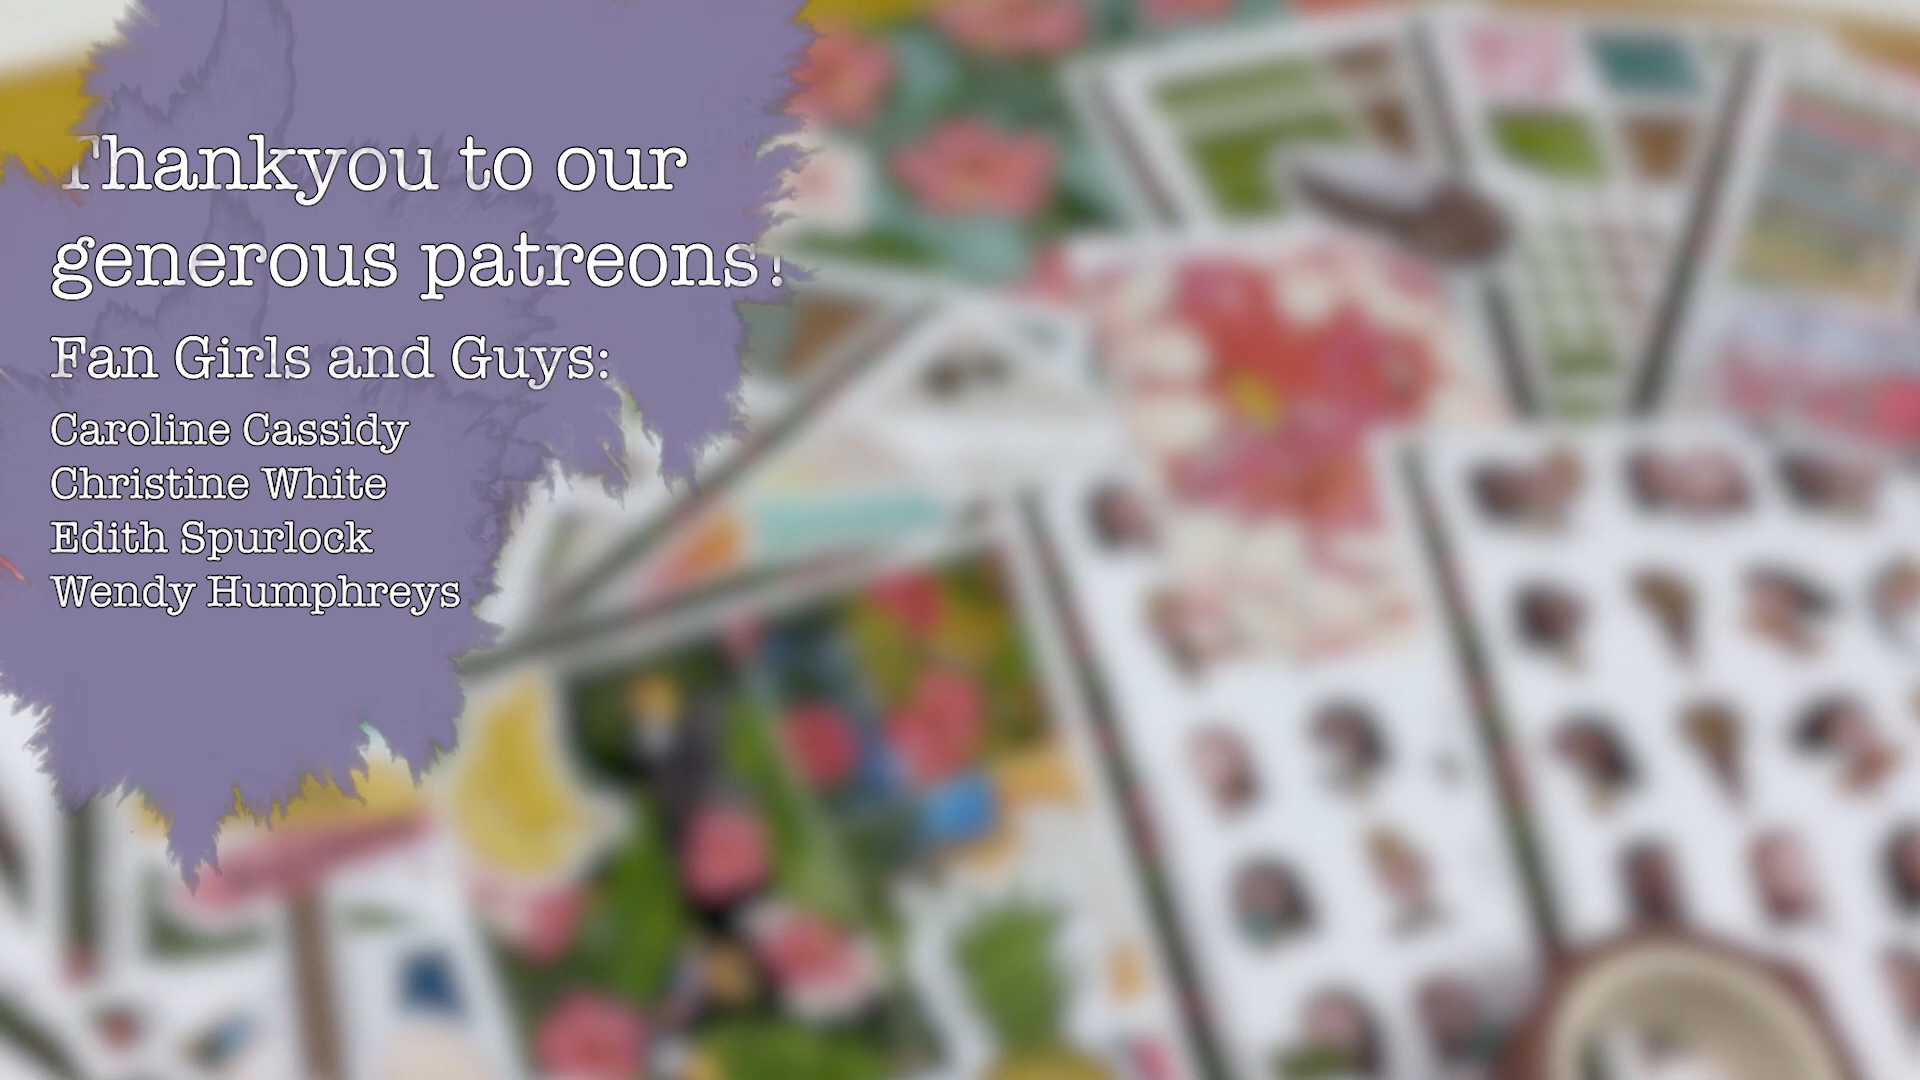 Thankyou to our
generous patreons!
Fan Girls and Guys:
Caroline Cassidy
Christine White
Edith Spurlock
Wendy Humphreys